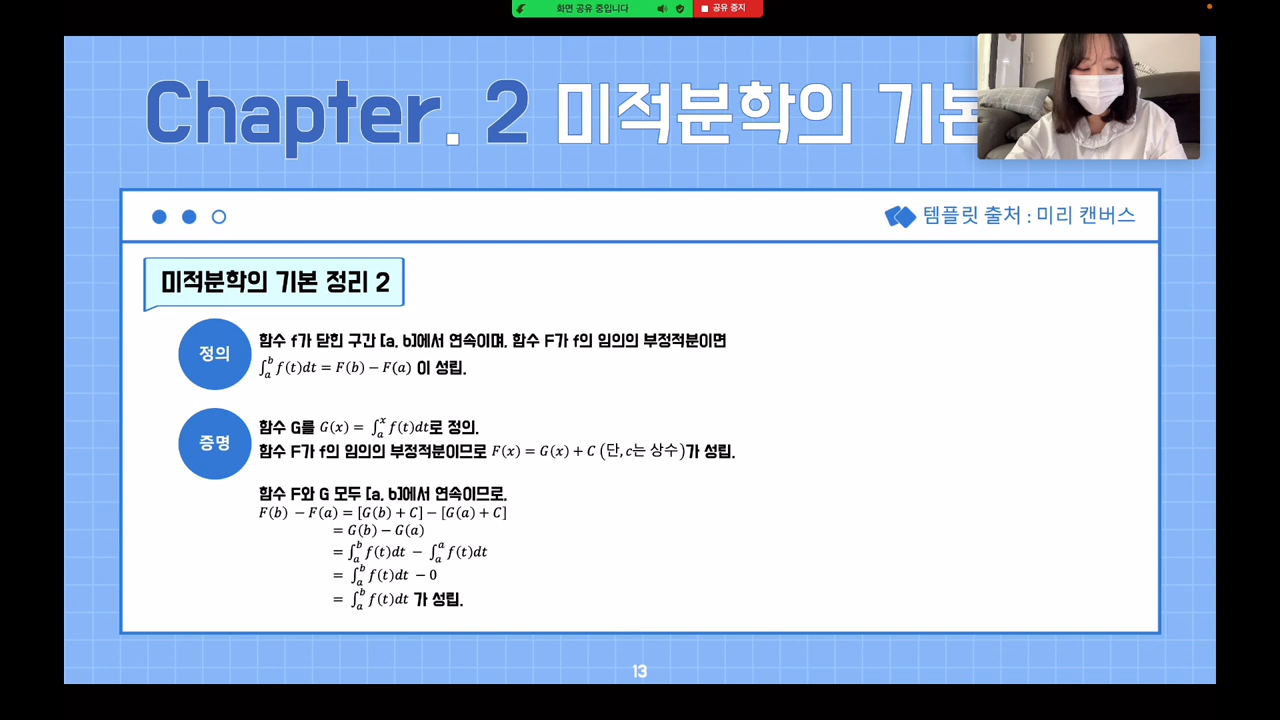 화면 공유 중입니다
공유 중지
Chapter. 2 미적분학의 기본
템플릿 출처 : 미리 캔버스
미적분학의 기본 정리 2
정의
함수 f가 닫힌 구간 [a, b]에서 연속이며, 함수 F가 f의 임의의 부정적분이면
∫_a^b f(t)dt = F(b) − F(a) 이 성립.
증명
함수 G를 G(x) = ∫_a^x f(t)dt로 정의.
함수 F가 f의 임의의 부정적분이므로 F(x) = G(x) + C (단, c는 상수)가 성립.
함수 F와 G 모두 [a, b]에서 연속이므로,
F(b) − F(a) = [G(b) + C] − [G(a) + C]
= G(b) − G(a)
= ∫_a^b f(t)dt − ∫_a^a f(t)dt
= ∫_a^b f(t)dt − 0
= ∫_a^b f(t)dt 가 성립.
13